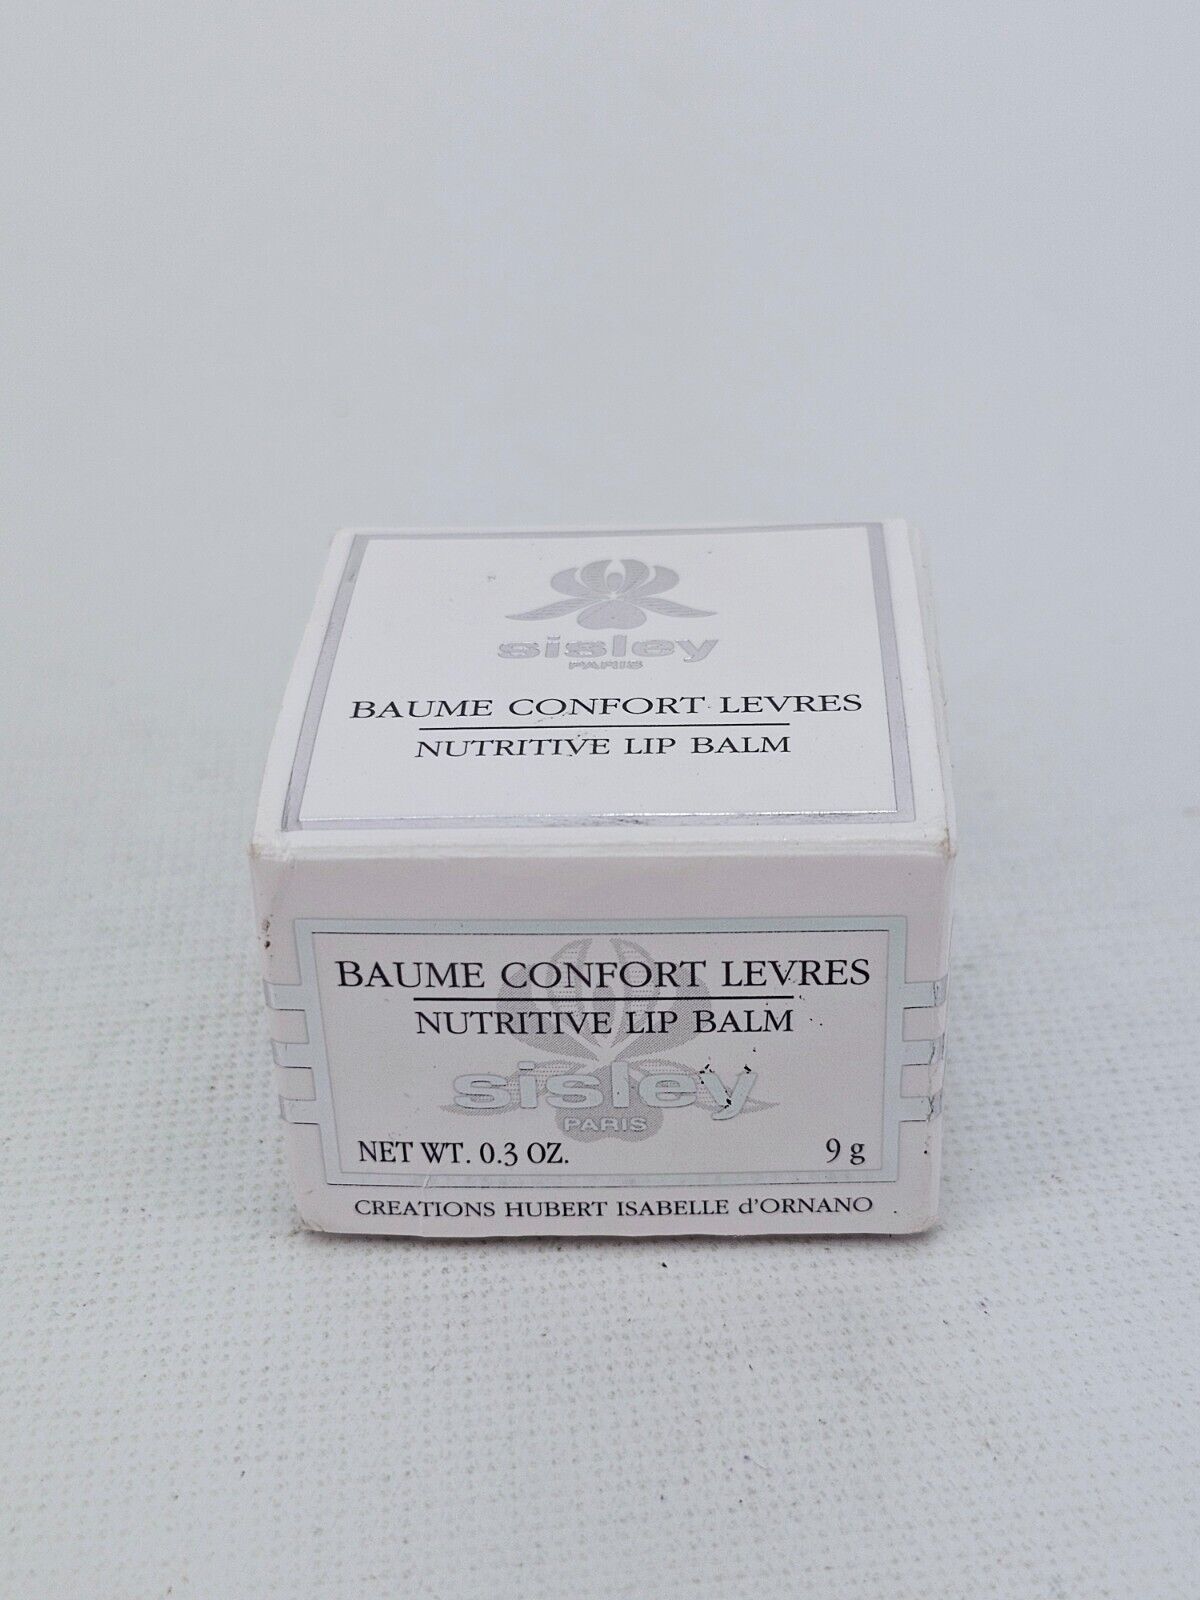 sisley
PARIS
BAUME CONFORT LEVRES
NUTRITIVE LIP BALM
BAUME CONFORT LEVRES
NUTRITIVE LIP BALM
sisley
PARIS
NET WT. 0.3 OZ. 9 g
CREATIONS HUBERT ISABELLE d'ORNANO